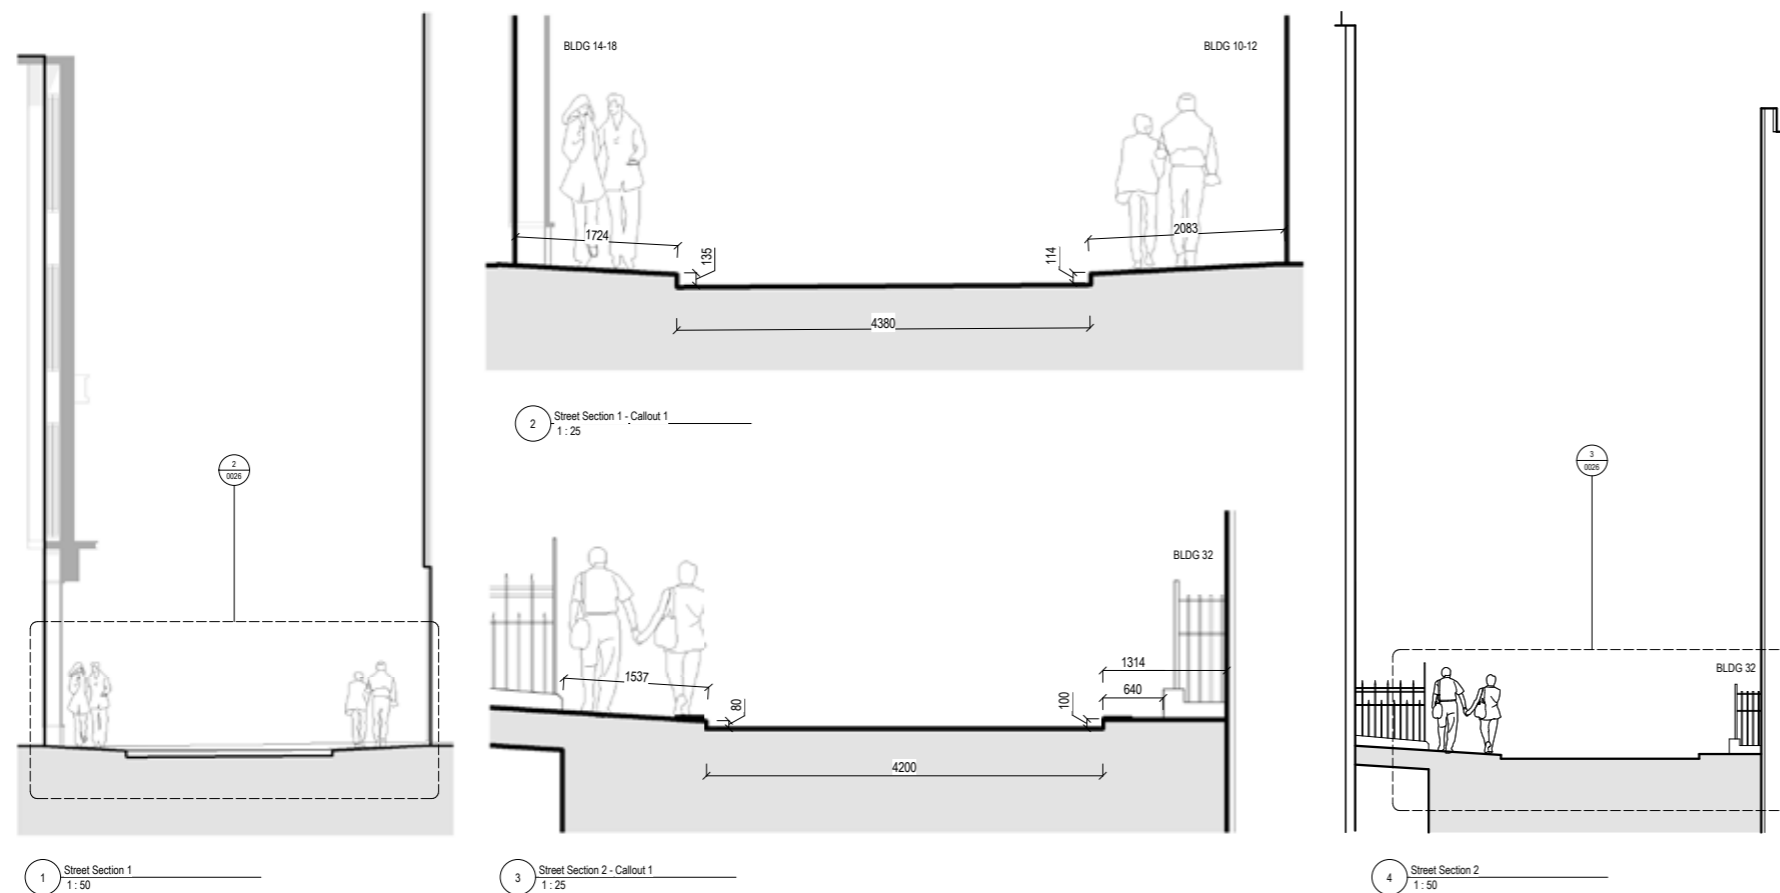 BLDG 14-18
BLDG 10-12
1724
135
114
2083
4380
2
Street Section 1 - Callout 1
1 : 25
2
0026
1
Street Section 1
1 : 50
BLDG 32
1537
80
100
1314
640
4200
3
Street Section 2 - Callout 1
1 : 25
3
0026
BLDG 32
4
Street Section 2
1 : 50